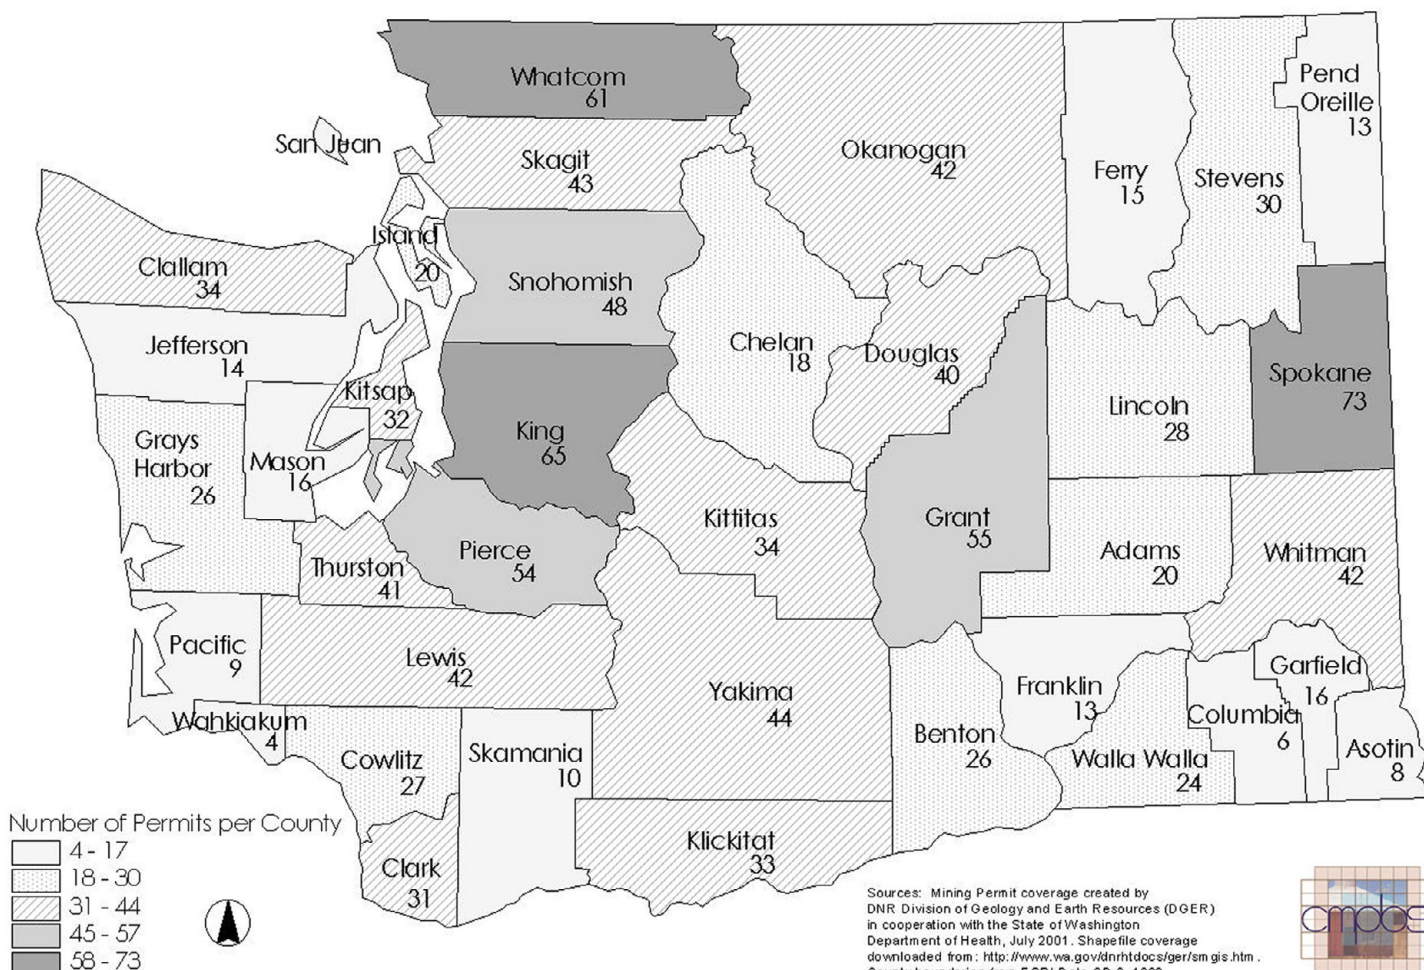 Whatcom
61
San Juan
Skagit
43
Okanogan
42
Ferry
15
Stevens
30
Pend
Oreille
13
Island
20
Clallam
34
Snohomish
48
Jefferson
14
Chelan
18
Douglas
40
Kitsap
32
Lincoln
28
Spokane
73
King
65
Grays
Harbor
26
Mason
16
Kittitas
34
Grant
55
Adams
20
Whitman
42
Pierce
54
Thurston
41
Pacific
9
Lewis
42
Yakima
44
Franklin
13
Garfield
16
Columbia
6
Asotin
8
Wahkiakum
4
Cowlitz
27
Skamania
10
Benton
26
Walla Walla
24
Clark
31
Klickitat
33
Number of Permits per County
4 - 17
18 - 30
31 - 44
45 - 57
58 - 73
Sources: Mining Permit coverage created by
DNR Division of Geology and Earth Resources (DGER)
in cooperation with the State of Washington
Department of Health, July 2001. Shapefile coverage
downloaded from: http://www.wa.gov/dnrhtdocs/ger/smgis.htm.
cmpbs